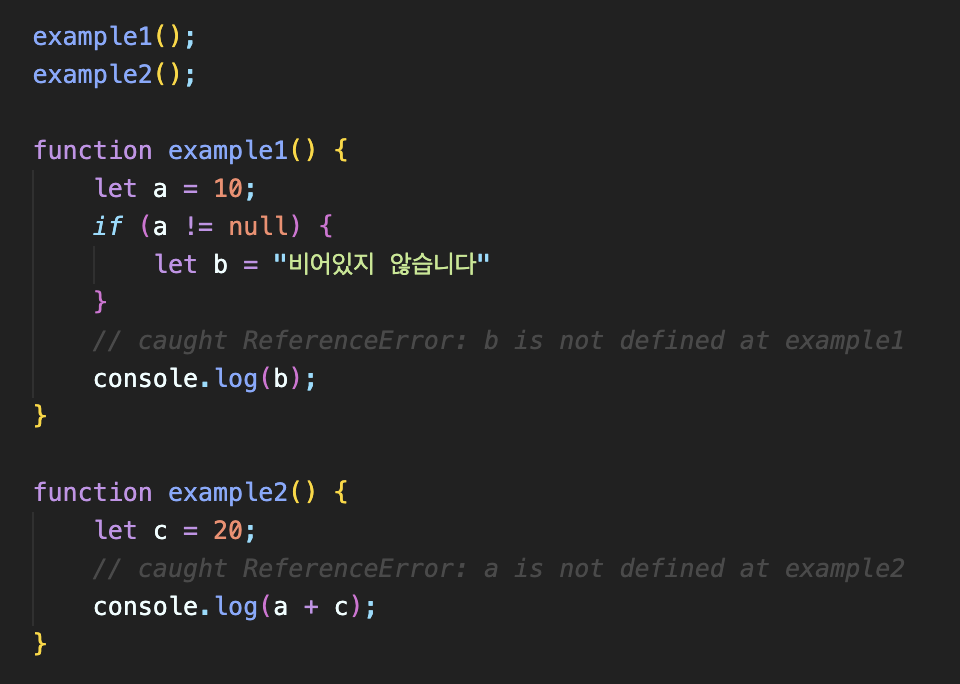 example1();
example2();
function example1() {
let a = 10;
if (a != null) {
let b = "비어있지 않습니다"
}
// caught ReferenceError: b is not defined at example1
console.log(b);
}
function example2() {
let c = 20;
// caught ReferenceError: a is not defined at example2
console.log(a + c);
}